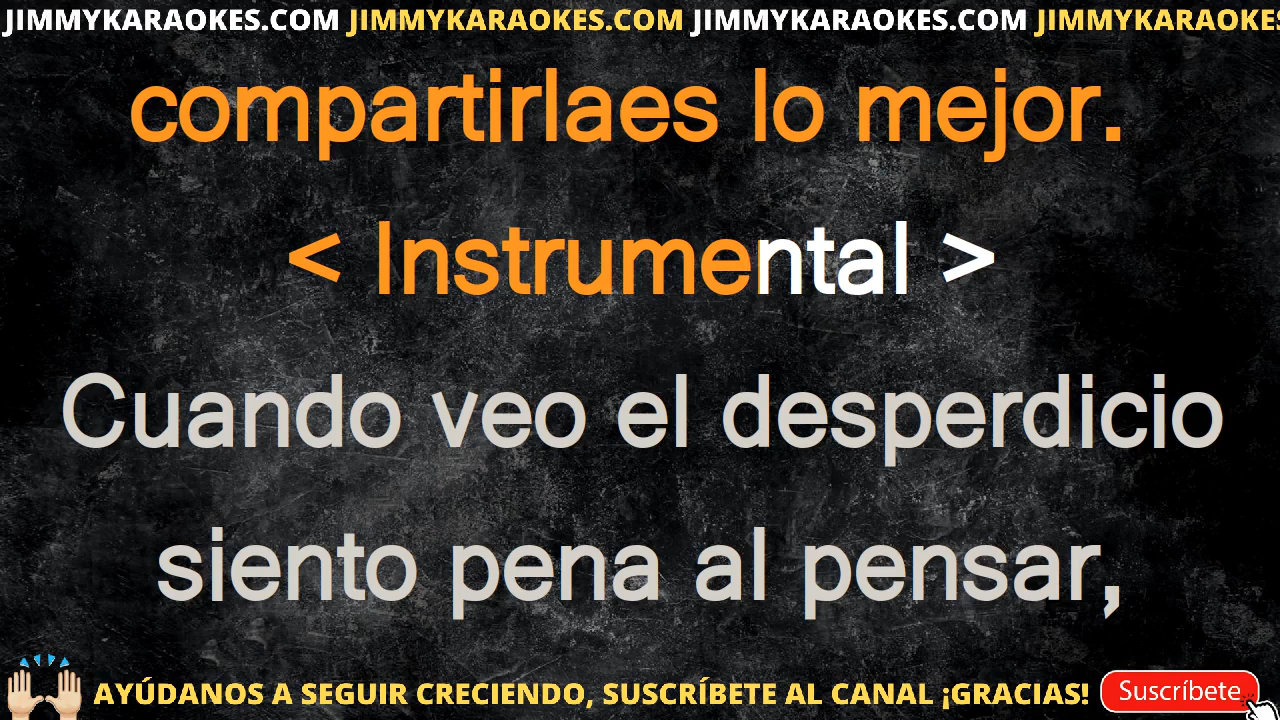 JIMMYKARAOKES.COM JIMMYKARAOKES.COM JIMMYKARAOKES.COM JIMMYKARAOKES
compartirlaes lo mejor.
< Instrumental >
Cuando veo el desperdicio
siento pena al pensar,
AYÚDANOS A SEGUIR CRECIENDO, SUSCRÍBETE AL CANAL ¡GRACIAS! Suscríbete